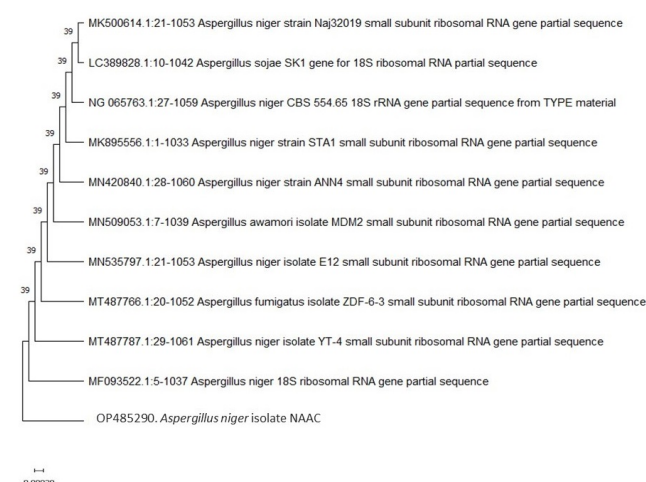 MK500614.1:21-1053 Aspergillus niger strain Naj32019 small subunit ribosomal RNA gene partial sequence
39
LC389828.1:10-1042 Aspergillus sojae SK1 gene for 18S ribosomal RNA partial sequence
39
39
NG 065763.1:27-1059 Aspergillus niger CBS 554.65 18S rRNA gene partial sequence from TYPE material
39
MK895556.1:1-1033 Aspergillus niger strain STA1 small subunit ribosomal RNA gene partial sequence
39
MN420840.1:28-1060 Aspergillus niger strain ANN4 small subunit ribosomal RNA gene partial sequence
39
MN509053.1:7-1039 Aspergillus awamori isolate MDM2 small subunit ribosomal RNA gene partial sequence
39
MN535797.1:21-1053 Aspergillus niger isolate E12 small subunit ribosomal RNA gene partial sequence
39
MT487766.1:20-1052 Aspergillus fumigatus isolate ZDF-6-3 small subunit ribosomal RNA gene partial sequence
MT487787.1:29-1061 Aspergillus niger isolate YT-4 small subunit ribosomal RNA gene partial sequence
MF093522.1:5-1037 Aspergillus niger 18S ribosomal RNA gene partial sequence
OP485290. Aspergillus niger isolate NAAC